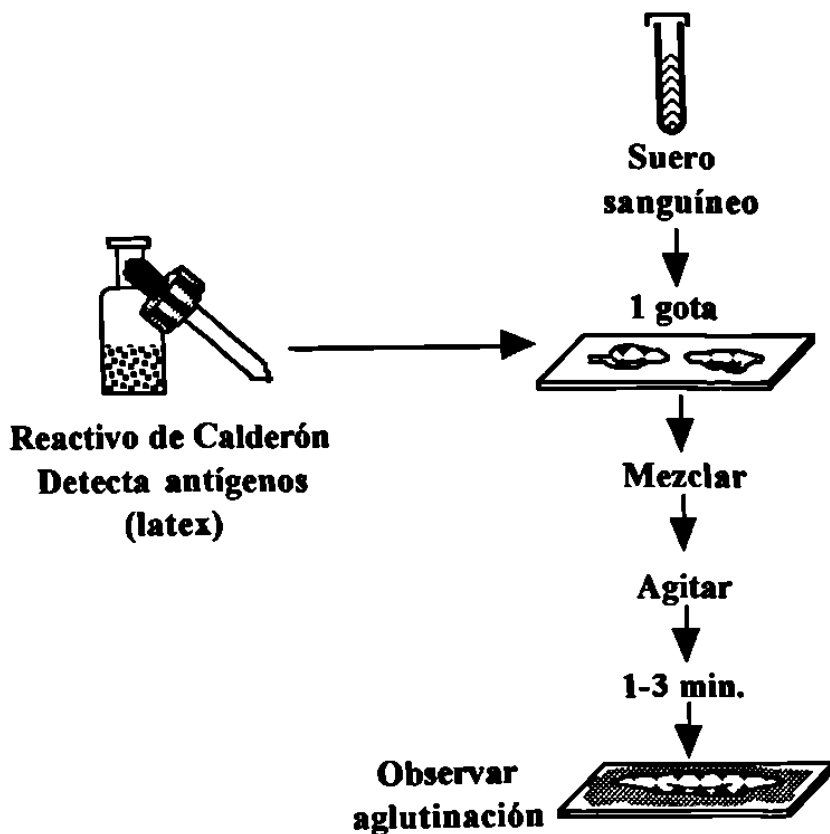 Suero
sanguíneo
1 gota
Reactivo de Calderón
Detecta antígenos
(latex)
Mezclar
Agitar
1-3 min.
Observar
aglutinación